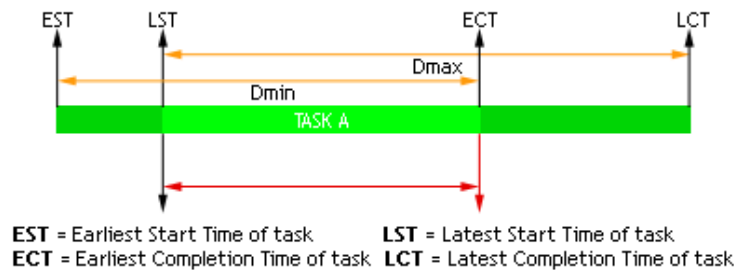 EST LST ECT LCT
Dmax
Dmin
TASK A
EST = Earliest Start Time of task LST = Latest Start Time of task
ECT = Earliest Completion Time of task LCT = Latest Completion Time of task